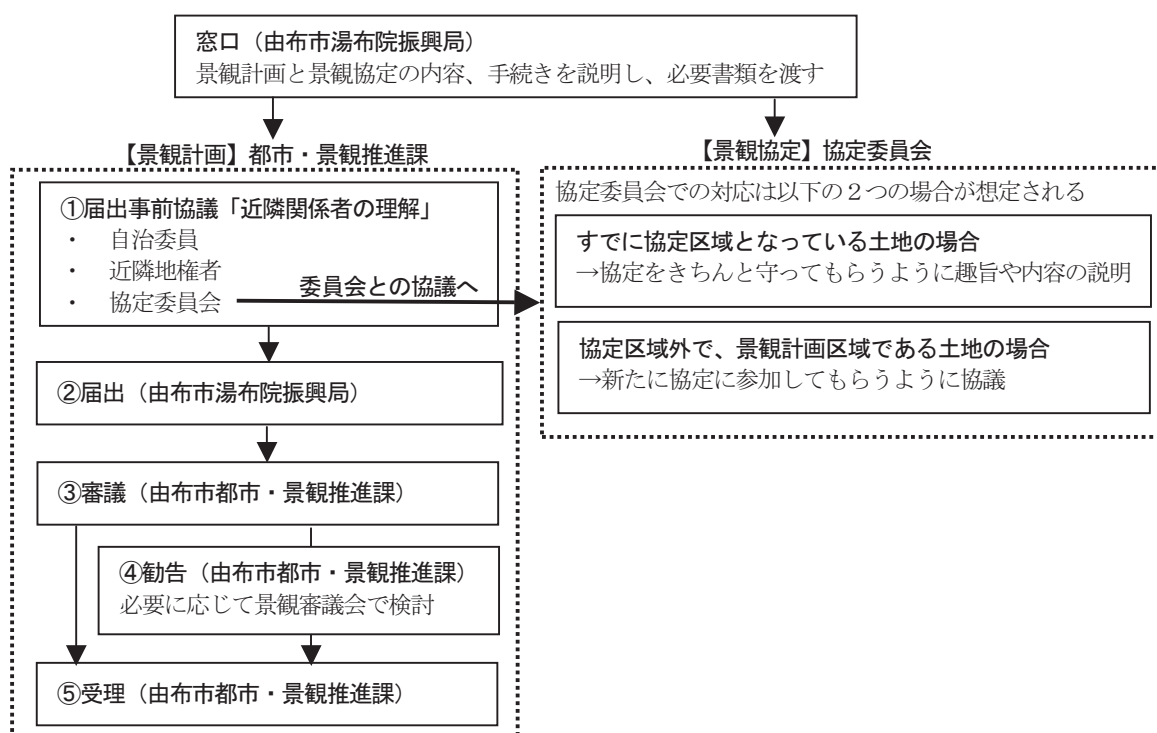 窓口（由布市湯布院振興局）
景観計画と景観協定の内容、手続きを説明し、必要書類を渡す
【景観計画】都市・景観推進課
①届出事前協議「近隣関係者の理解」
・ 自治委員
・ 近隣地権者
・ 協定委員会
委員会との協議へ
②届出（由布市湯布院振興局）
③審議（由布市都市・景観推進課）
④勧告（由布市都市・景観推進課）
必要に応じて景観審議会で検討
⑤受理（由布市都市・景観推進課）
【景観協定】協定委員会
協定委員会での対応は以下の２つの場合が想定される
すでに協定区域となっている土地の場合
→協定をきちんと守ってもらうように趣旨や内容の説明
協定区域外で、景観計画区域である土地の場合
→新たに協定に参加してもらうように協議